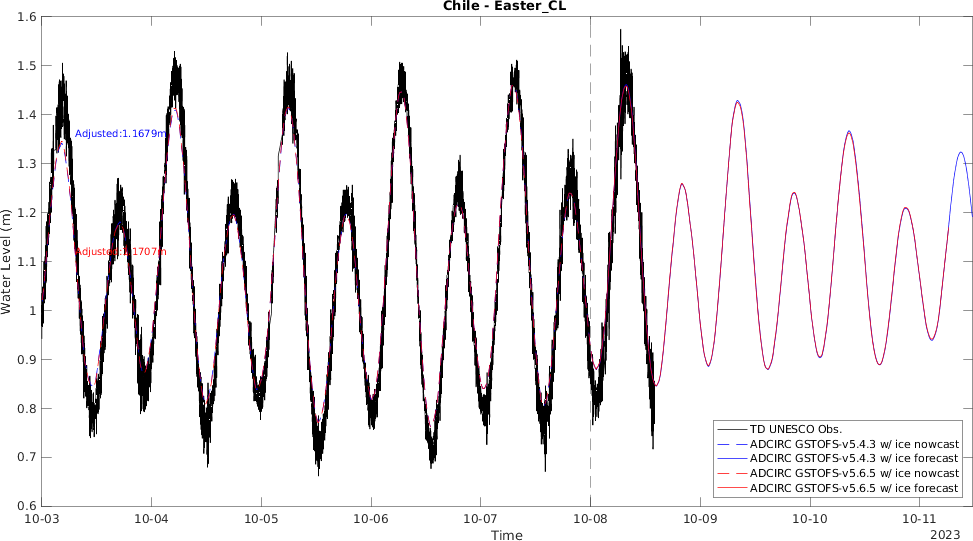 Chile - Easter_CL
1.6
1.5
1.4
1.3
1.2
1.1
1
0.9
0.8
0.7
0.6
Water Level (m)
Adjusted:1.1679m
Adjusted:1.1707m
TD UNESCO Obs.
ADCIRC GSTOFS-v5.4.3 w/ ice nowcast
ADCIRC GSTOFS-v5.4.3 w/ ice forecast
ADCIRC GSTOFS-v5.6.5 w/ ice nowcast
ADCIRC GSTOFS-v5.6.5 w/ ice forecast
10-03 10-04 10-05 10-06 10-07 10-08 10-09 10-10 10-11
Time
2023